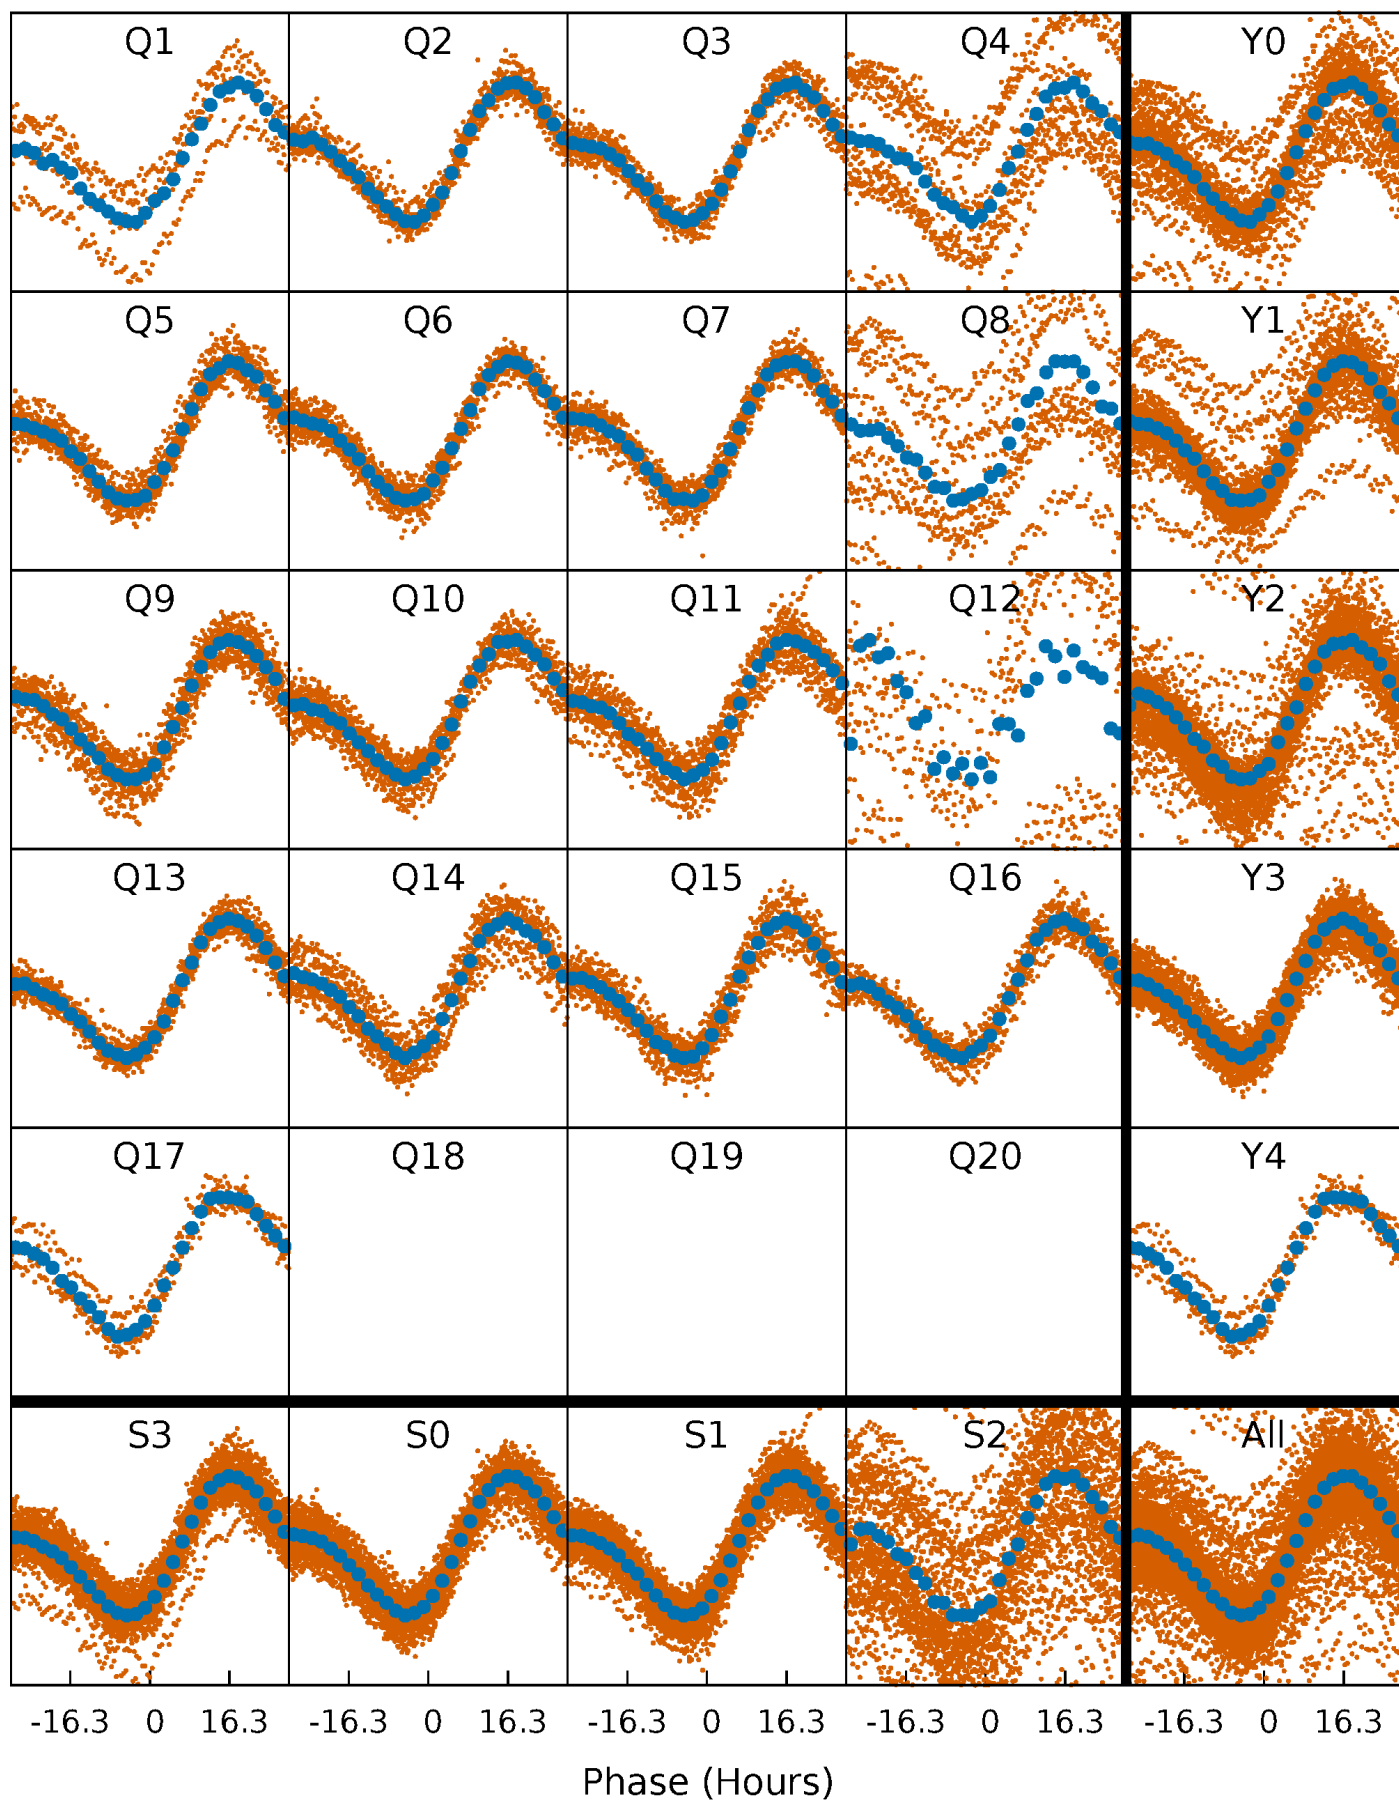 Q1 Q2 Q3 Q4 Y0
Q5 Q6 Q7 Q8 Y1
Q9 Q10 Q11 Q12 Y2
Q13 Q14 Q15 Q16 Y3
Q17 Q18 Q19 Q20 Y4
S3 S0 S1 S2 All
-16.3 0 16.3 -16.3 0 16.3 -16.3 0 16.3 -16.3 0 16.3 -16.3 0 16.3
Phase (Hours)